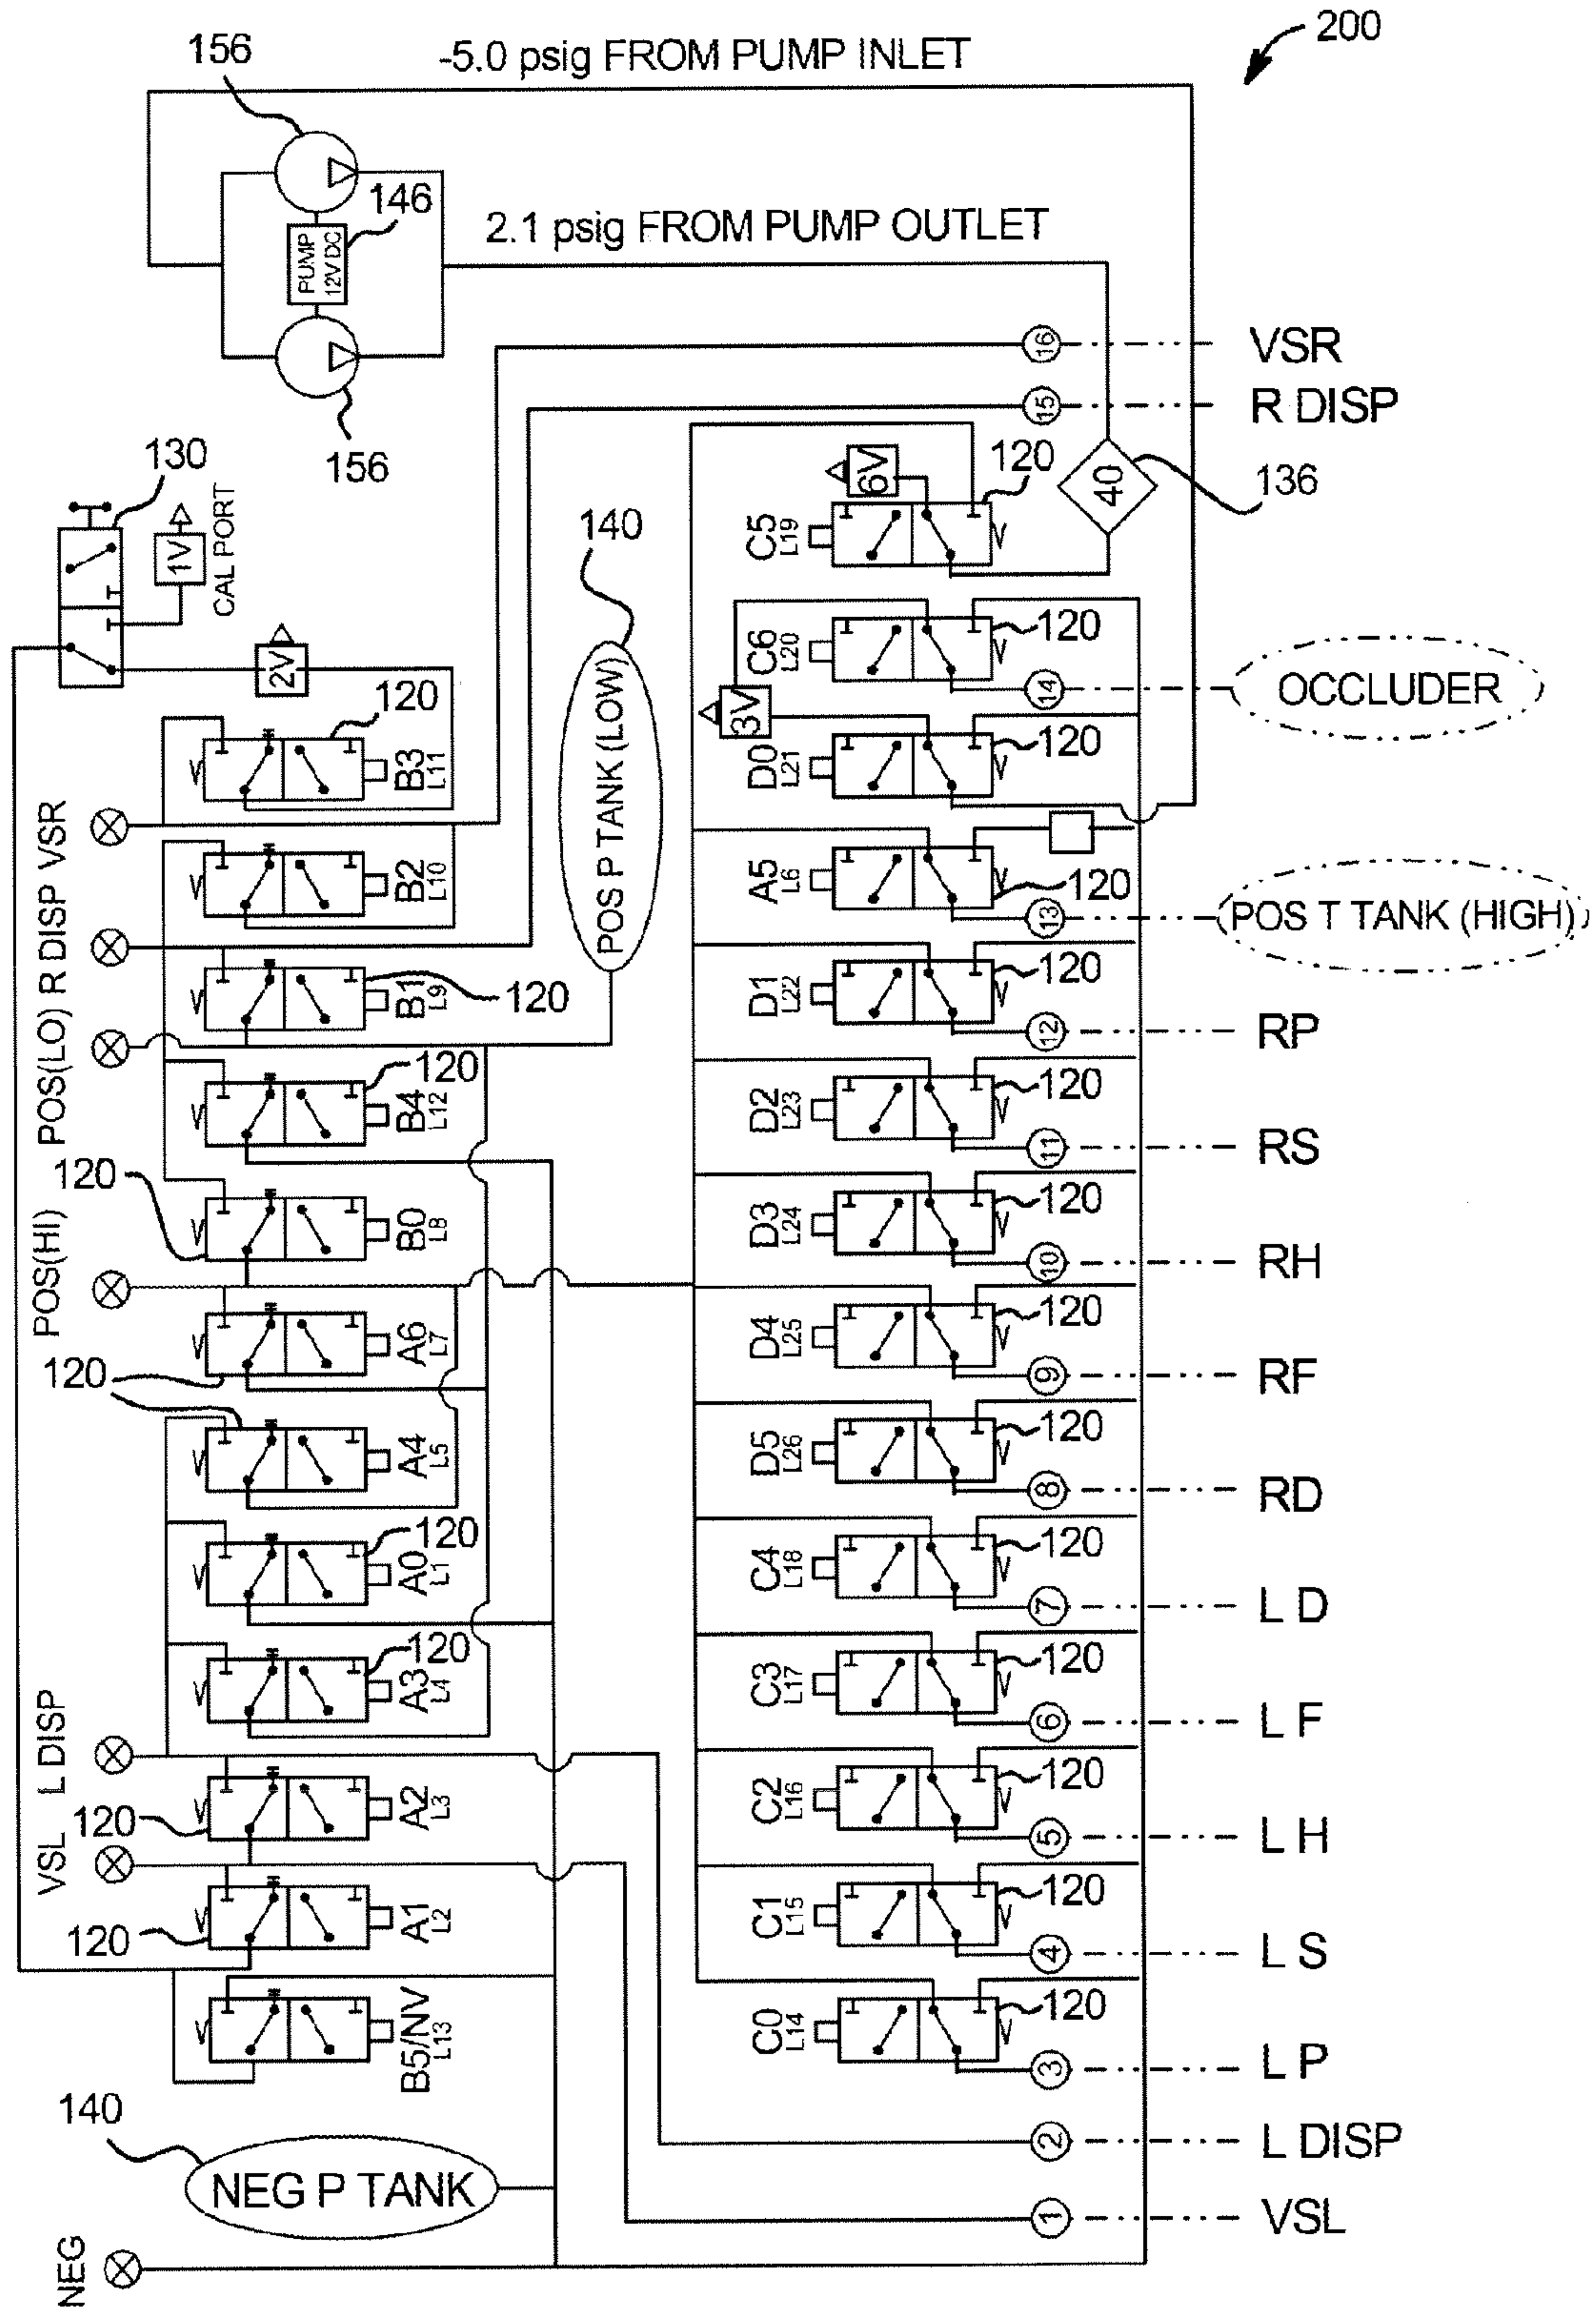 200
-5.0 psig FROM PUMP INLET
156
146
PUMP
12V DC
2.1 psig FROM PUMP OUTLET
156
16
VSR
15
R DISP
130
1V
CAL PORT
2V
140
POS P TANK (LOW)
6V
120
C5
L19
40
136
120
B3
L11
C6
L20
120
14
OCCLUDER
3V
D0
L21
120
VSR
B2
L10
A5
L6
120
13
POS T TANK (HIGH)
R DISP
B1
L9
120
D1
L22
120
12
RP
POS(LO)
120
B4
L12
D2
L23
120
11
RS
120
B0
L8
D3
L24
120
10
RH
POS(HI)
A6
L7
D4
L25
120
9
RF
120
A4
L5
D5
L26
120
8
RD
120
A0
L1
C4
L18
120
7
L D
120
A3
L4
C3
L17
120
6
L F
L DISP
120
A2
L3
C2
L16
120
5
L H
VSL
120
A1
L2
C1
L15
120
4
L S
B5/NV
L13
C0
L14
120
3
L P
140
NEG P TANK
2
L DISP
1
VSL
NEG